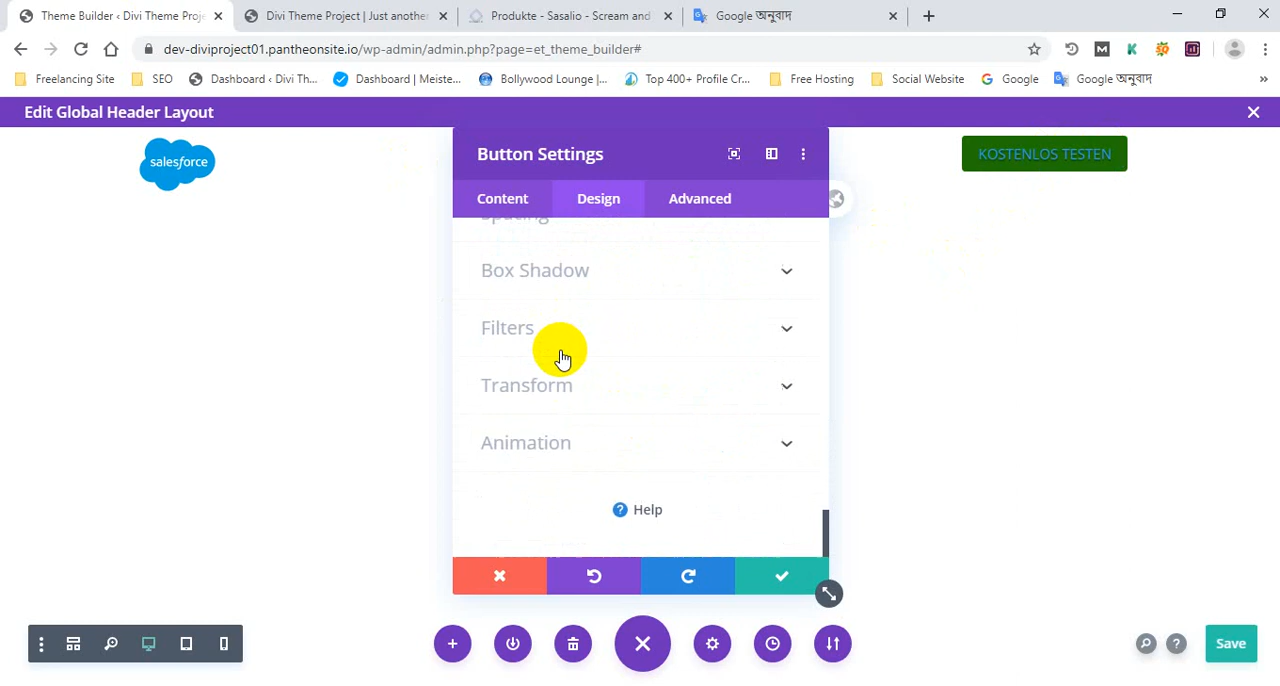 Theme Builder ‹ Divi Theme Proje
Divi Theme Project | Just another
Produkte - Sasalio - Scream and
Google অনুবাদ
dev-diviproject01.pantheonsite.io/wp-admin/admin.php?page=et_theme_builder#
Freelancing Site
SEO
Dashboard ‹ Divi Th...
Dashboard | Meiste...
Bollywood Lounge |...
Top 400+ Profile Cr...
Free Hosting
Social Website
Google
Google অনুবাদ
Edit Global Header Layout
salesforce
Button Settings
KOSTENLOS TESTEN
Content
Design
Advanced
Spacing
Box Shadow
Filters
Transform
Animation
Help
Save